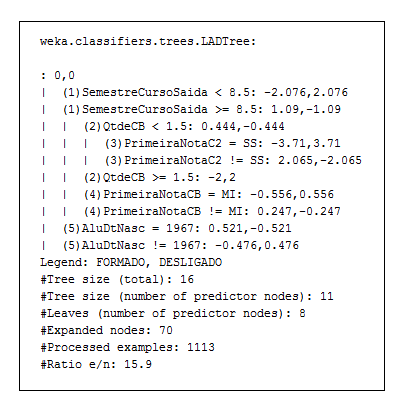 weka.classifiers.trees.LADTree:
: 0,0
| (1)SemestreCursoSaida < 8.5: -2.076,2.076
| (1)SemestreCursoSaida >= 8.5: 1.09,-1.09
| | (2)QtdeCB < 1.5: 0.444,-0.444
| | | (3)PrimeiraNotaC2 = SS: -3.71,3.71
| | | (3)PrimeiraNotaC2 != SS: 2.065,-2.065
| | (2)QtdeCB >= 1.5: -2,2
| | (4)PrimeiraNotaCB = MI: -0.556,0.556
| | (4)PrimeiraNotaCB != MI: 0.247,-0.247
| (5)AluDtNasc = 1967: 0.521,-0.521
| (5)AluDtNasc != 1967: -0.476,0.476
Legend: FORMADO, DESLIGADO
#Tree size (total): 16
#Tree size (number of predictor nodes): 11
#Leaves (number of predictor nodes): 8
#Expanded nodes: 70
#Processed examples: 1113
#Ratio e/n: 15.9